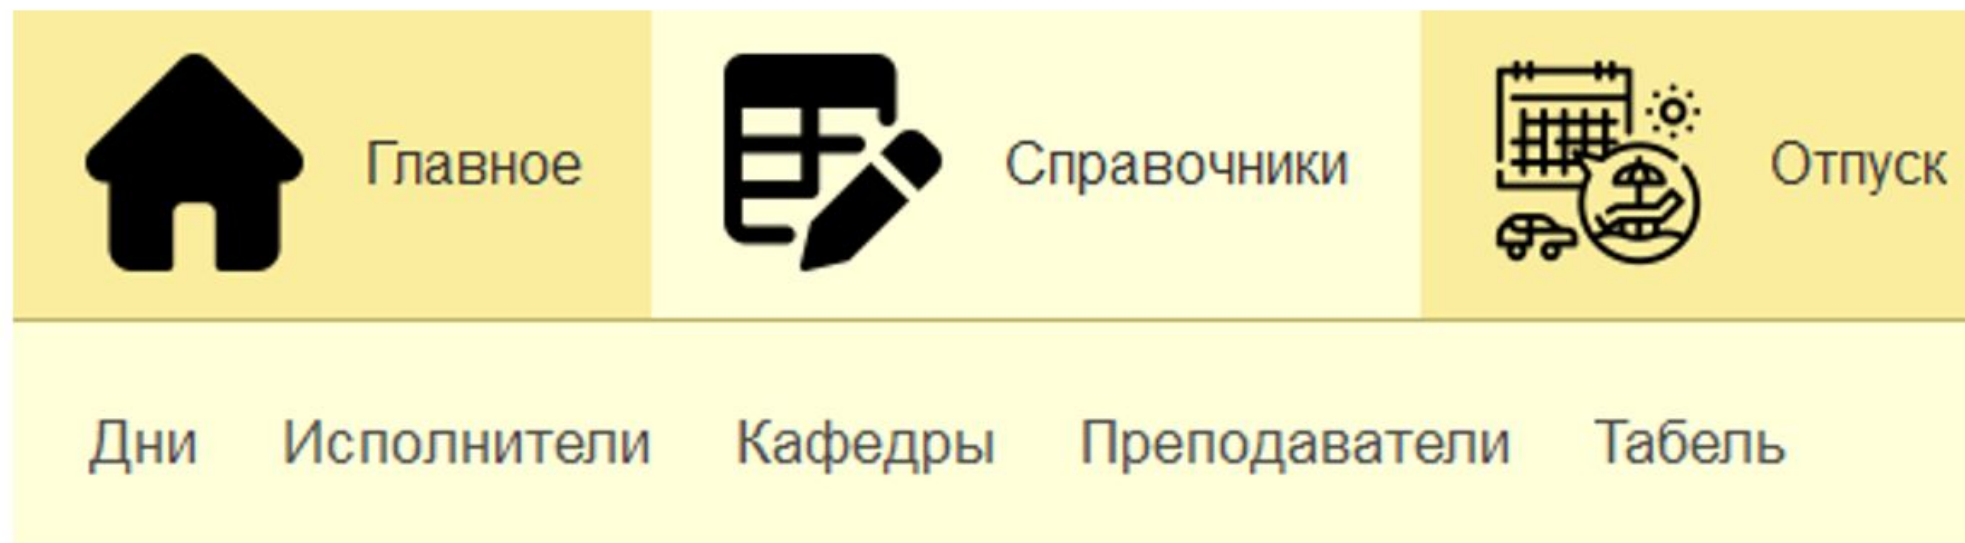 Главное Справочники Отпуск
Дни Исполнители Кафедры Преподаватели Табель